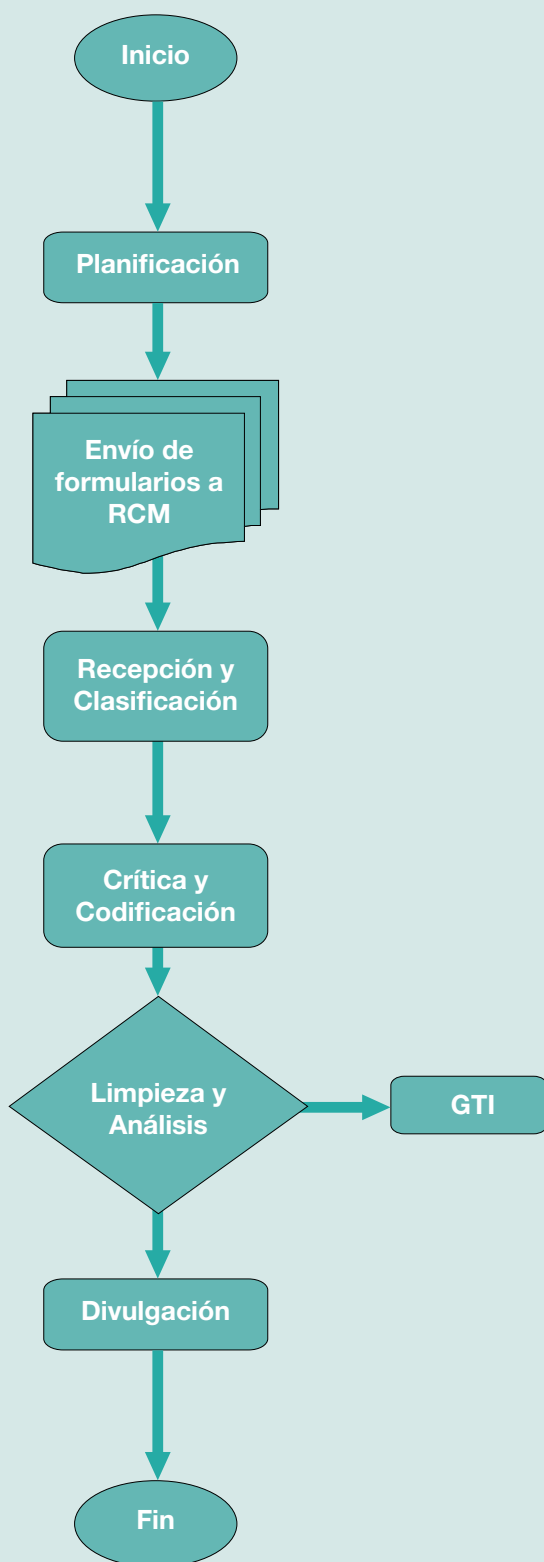 Inicio
Planificación
Envío de
formularios a
RCM
Recepción y
Clasificación
Crítica y
Codificación
Limpieza y
Análisis
GTI
Divulgación
Fin